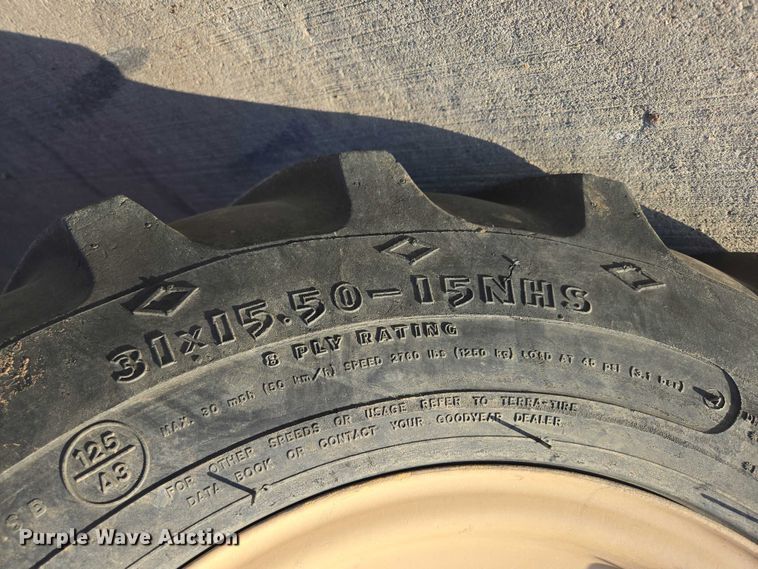 31x15.50-15NHS
8 PLY RATING
MAX. 30 mph (50 km/h) SPEED 2760 lbs (1250 kg) LOAD AT 45 psi (3.1 bar)
FOR OTHER SPEEDS OR USAGE REFER TO TERRA-TIRE
DATA BOOK OR CONTACT YOUR GOODYEAR DEALER.
125
A3
Purple Wave Auction®